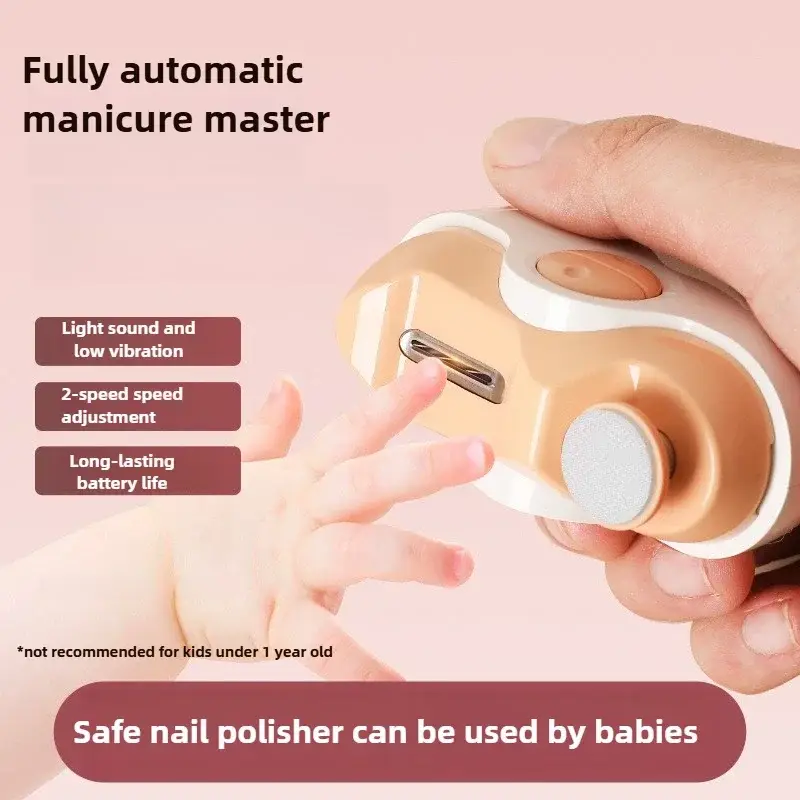 Fully automatic
manicure master
Light sound and
low vibration
2-speed speed
adjustment
Long-lasting
battery life
*not recommended for kids under 1 year old
Safe nail polisher can be used by babies